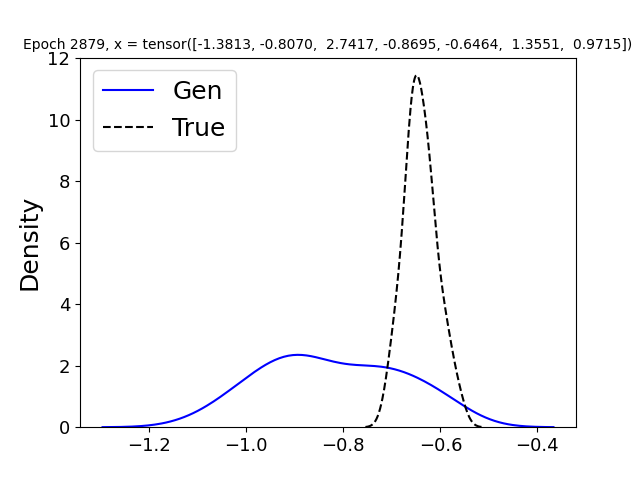 Epoch 2879, x = tensor([-1.3813, -0.8070,  2.7417, -0.8695, -0.6464,  1.3551,  0.9715])
12
Gen
True
10
8
6
4
2
0
Density
−1.2 −1.0 −0.8 −0.6 −0.4